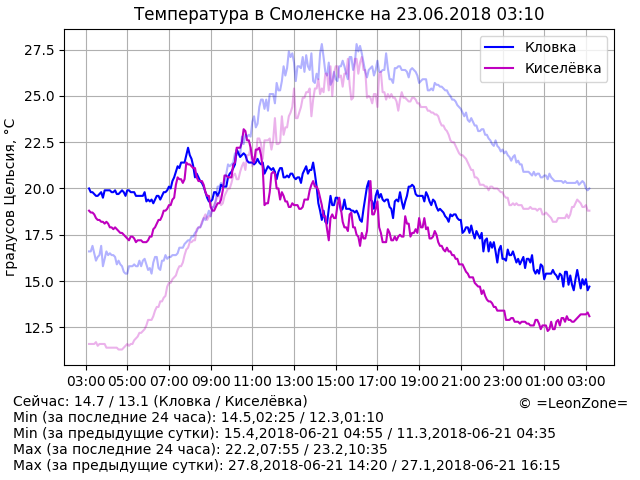 Температура в Смоленске на 23.06.2018 03:10
27.5
25.0
22.5
20.0
17.5
15.0
12.5
градусов Цельсия, °C
Кловка
Киселёвка
03:00 05:00 07:00 09:00 11:00 13:00 15:00 17:00 19:00 21:00 23:00 01:00 03:00
Сейчас: 14.7 / 13.1 (Кловка / Киселёвка)
© =LeonZone=
Min (за последние 24 часа): 14.5,02:25 / 12.3,01:10
Min (за предыдущие сутки): 15.4,2018-06-21 04:55 / 11.3,2018-06-21 04:35
Max (за последние 24 часа): 22.2,07:55 / 23.2,10:35
Max (за предыдущие сутки): 27.8,2018-06-21 14:20 / 27.1,2018-06-21 16:15